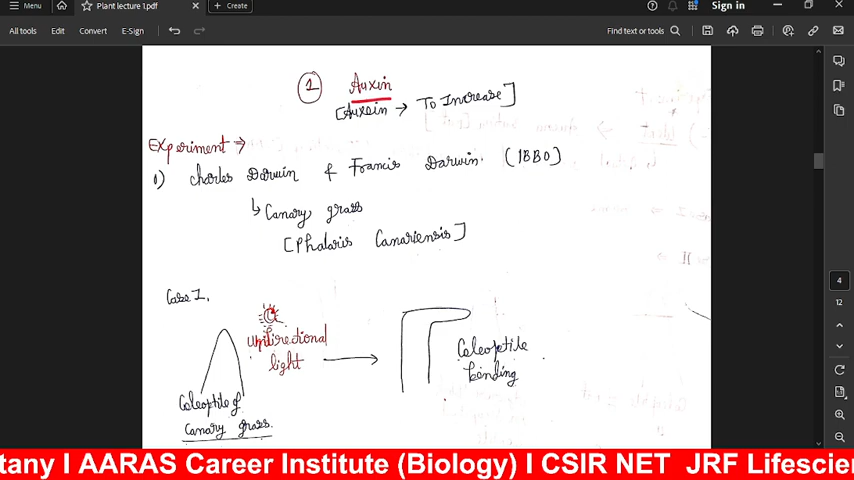 Menu
Plant lecture 1.pdf
Create
Sign in
All tools Edit Convert E-Sign
Find text or tools
1 Auxin
[Auxein → To Increase]
Experiment →
1) Charles Darwin & Francis Darwin. (1880)
↳ Canary grass
[Phalaris Canariensis]
Case I.
Unidirectional
light
Coleoptile of
Canary grass.
Coleoptile
bending
4
12
tany I AARAS Career Institute (Biology) I CSIR NET JRF Lifescien